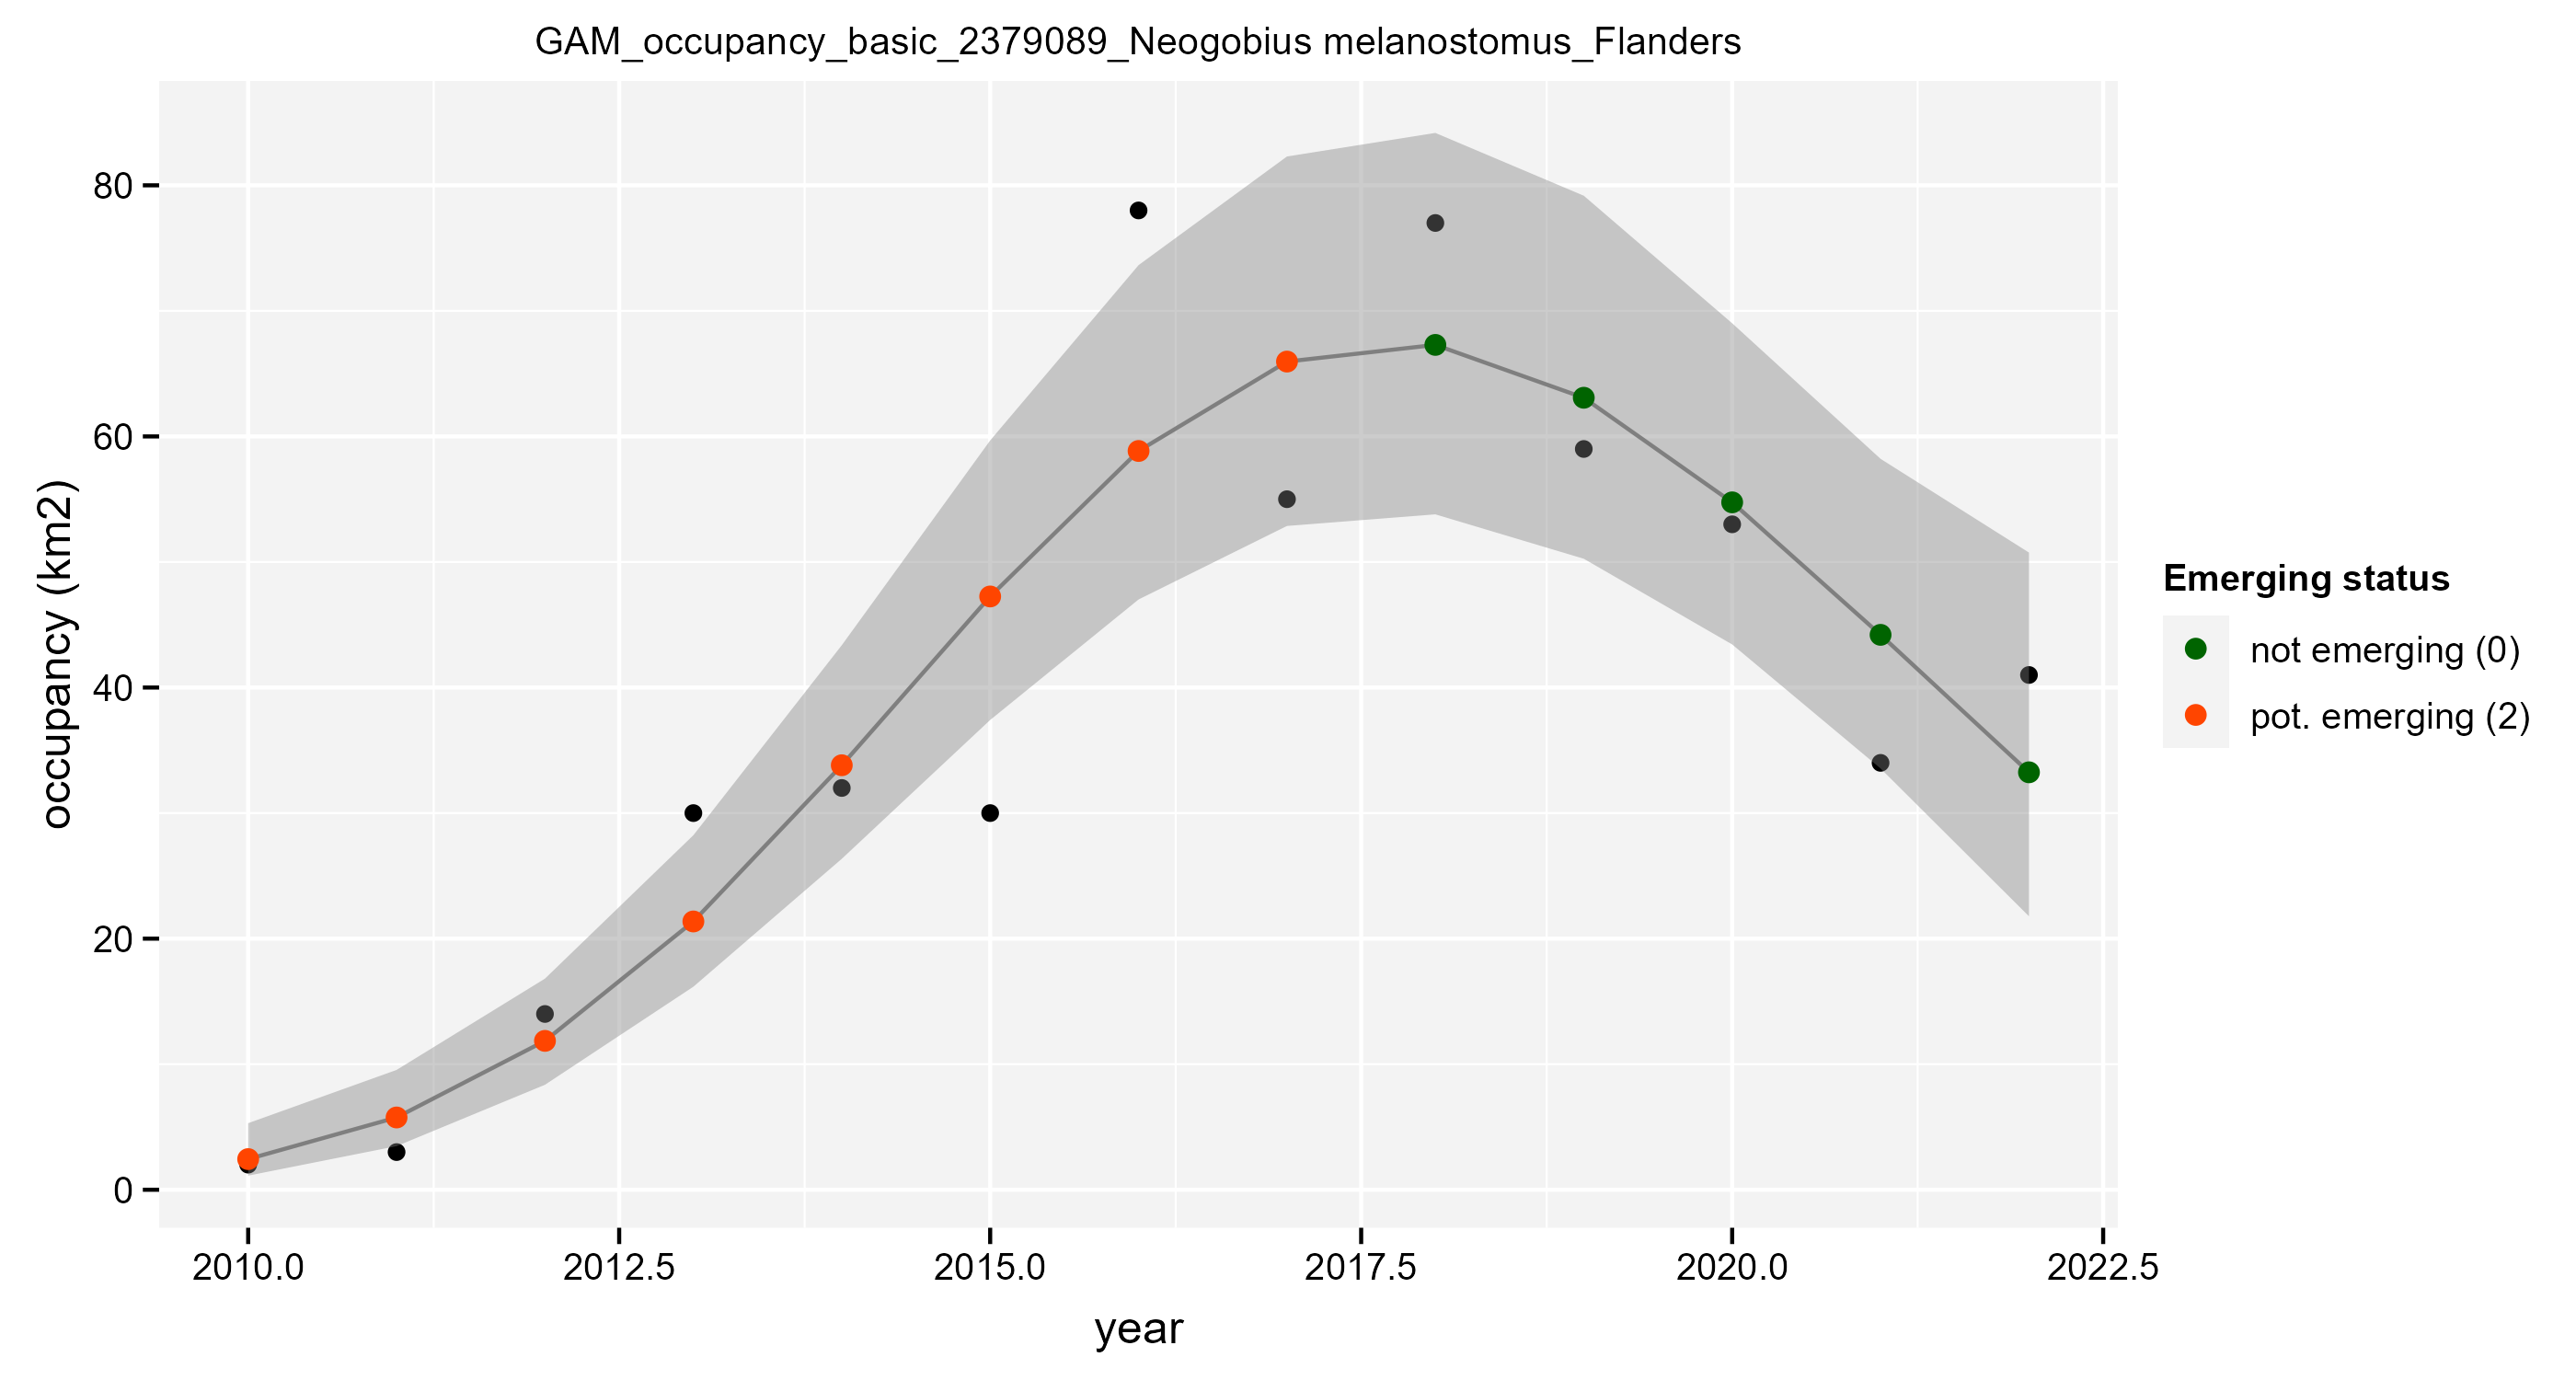 GAM_occupancy_basic_2379089_Neogobius melanostomus_Flanders
occupancy (km2)
80
60
40
20
0
2010.0 2012.5 2015.0 2017.5 2020.0 2022.5
year
Emerging status
not emerging (0)
pot. emerging (2)